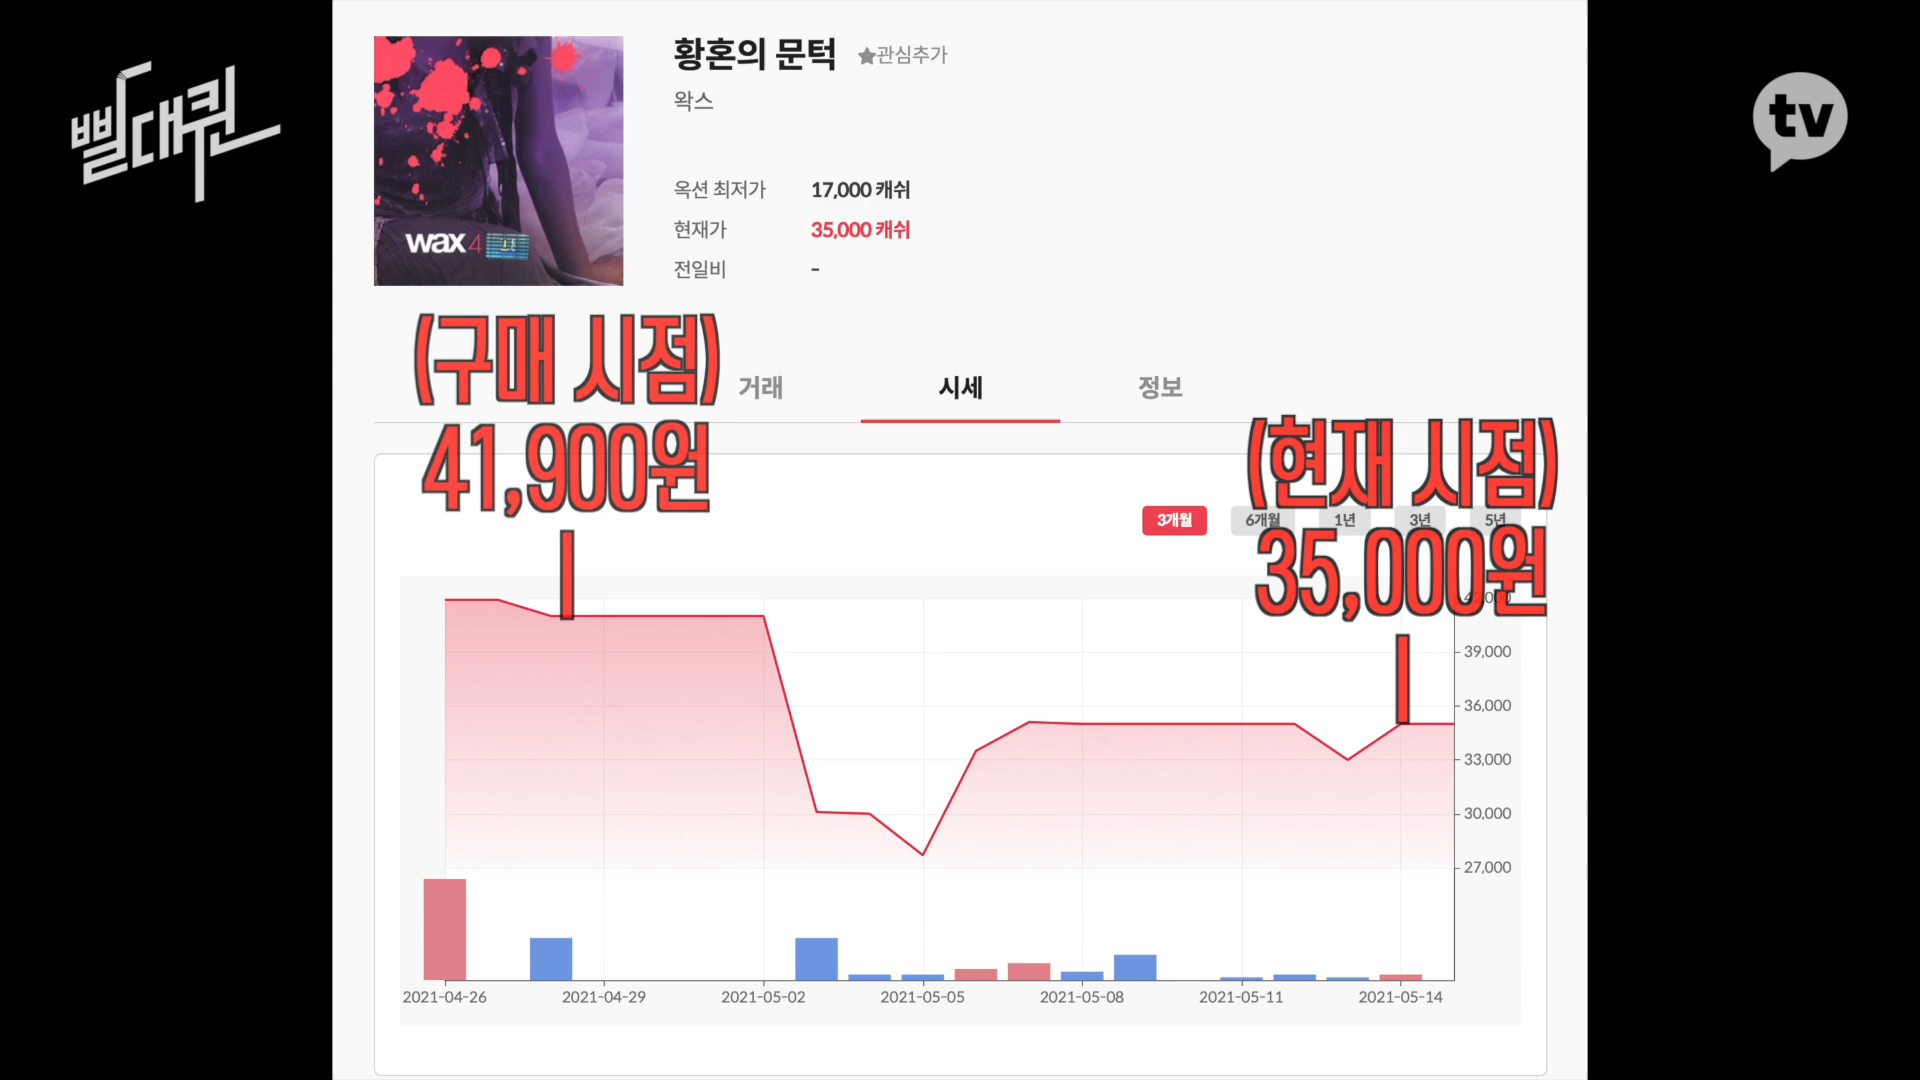 빨대퀸
tv
황혼의 문턱 ★관심추가
왁스
wax4
옥션 최저가 17,000 캐쉬
현재가 35,000 캐쉬
전일비 -
(구매 시점)
41,900원
거래 시세 정보
(현재 시점)
35,000원
3개월 6개월 1년 3년 5년
42,000
39,000
36,000
33,000
30,000
27,000
2021-04-26 2021-04-29 2021-05-02 2021-05-05 2021-05-08 2021-05-11 2021-05-14